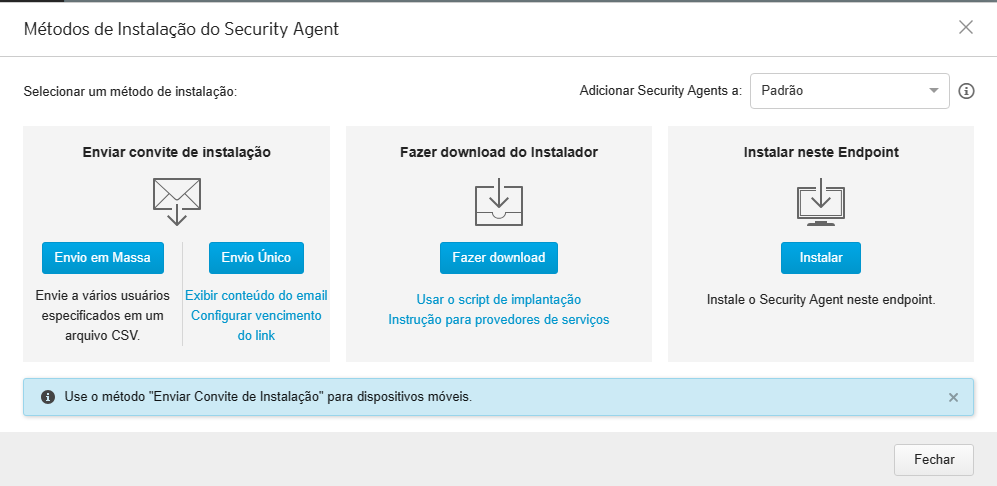 Métodos de Instalação do Security Agent
Selecionar um método de instalação:
Adicionar Security Agents a:
Padrão
Enviar convite de instalação
Envio em Massa
Envie a vários usuários
especificados em um
arquivo CSV.
Envio Único
Exibir conteúdo do email
Configurar vencimento
do link
Fazer download do Instalador
Fazer download
Usar o script de implantação
Instrução para provedores de serviços
Instalar neste Endpoint
Instalar
Instale o Security Agent neste endpoint.
Use o método "Enviar Convite de Instalação" para dispositivos móveis.
Fechar